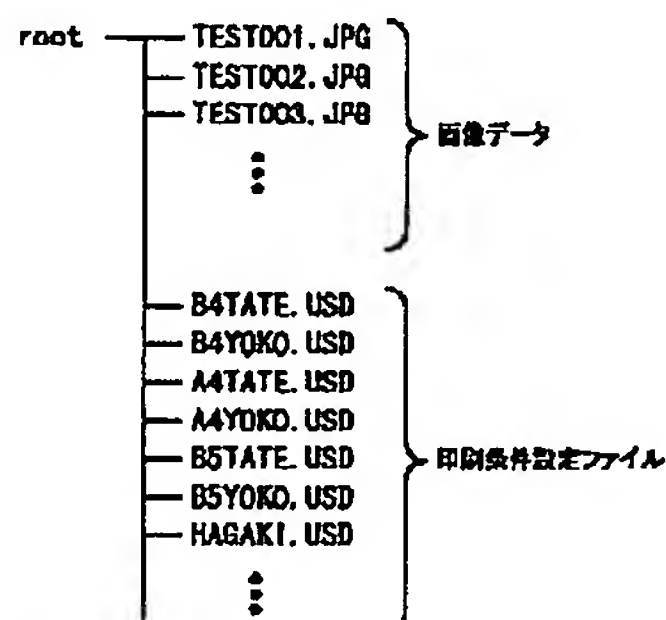 root TEST001.JPG
TEST002.JPG
TEST003.JPG
画像データ
B4TATE.USD
B4YOKO.USD
A4TATE.USD
A4YOKO.USD
B5TATE.USD
B5YOKO.USD
印刷条件設定ファイル
HAGAKI.USD